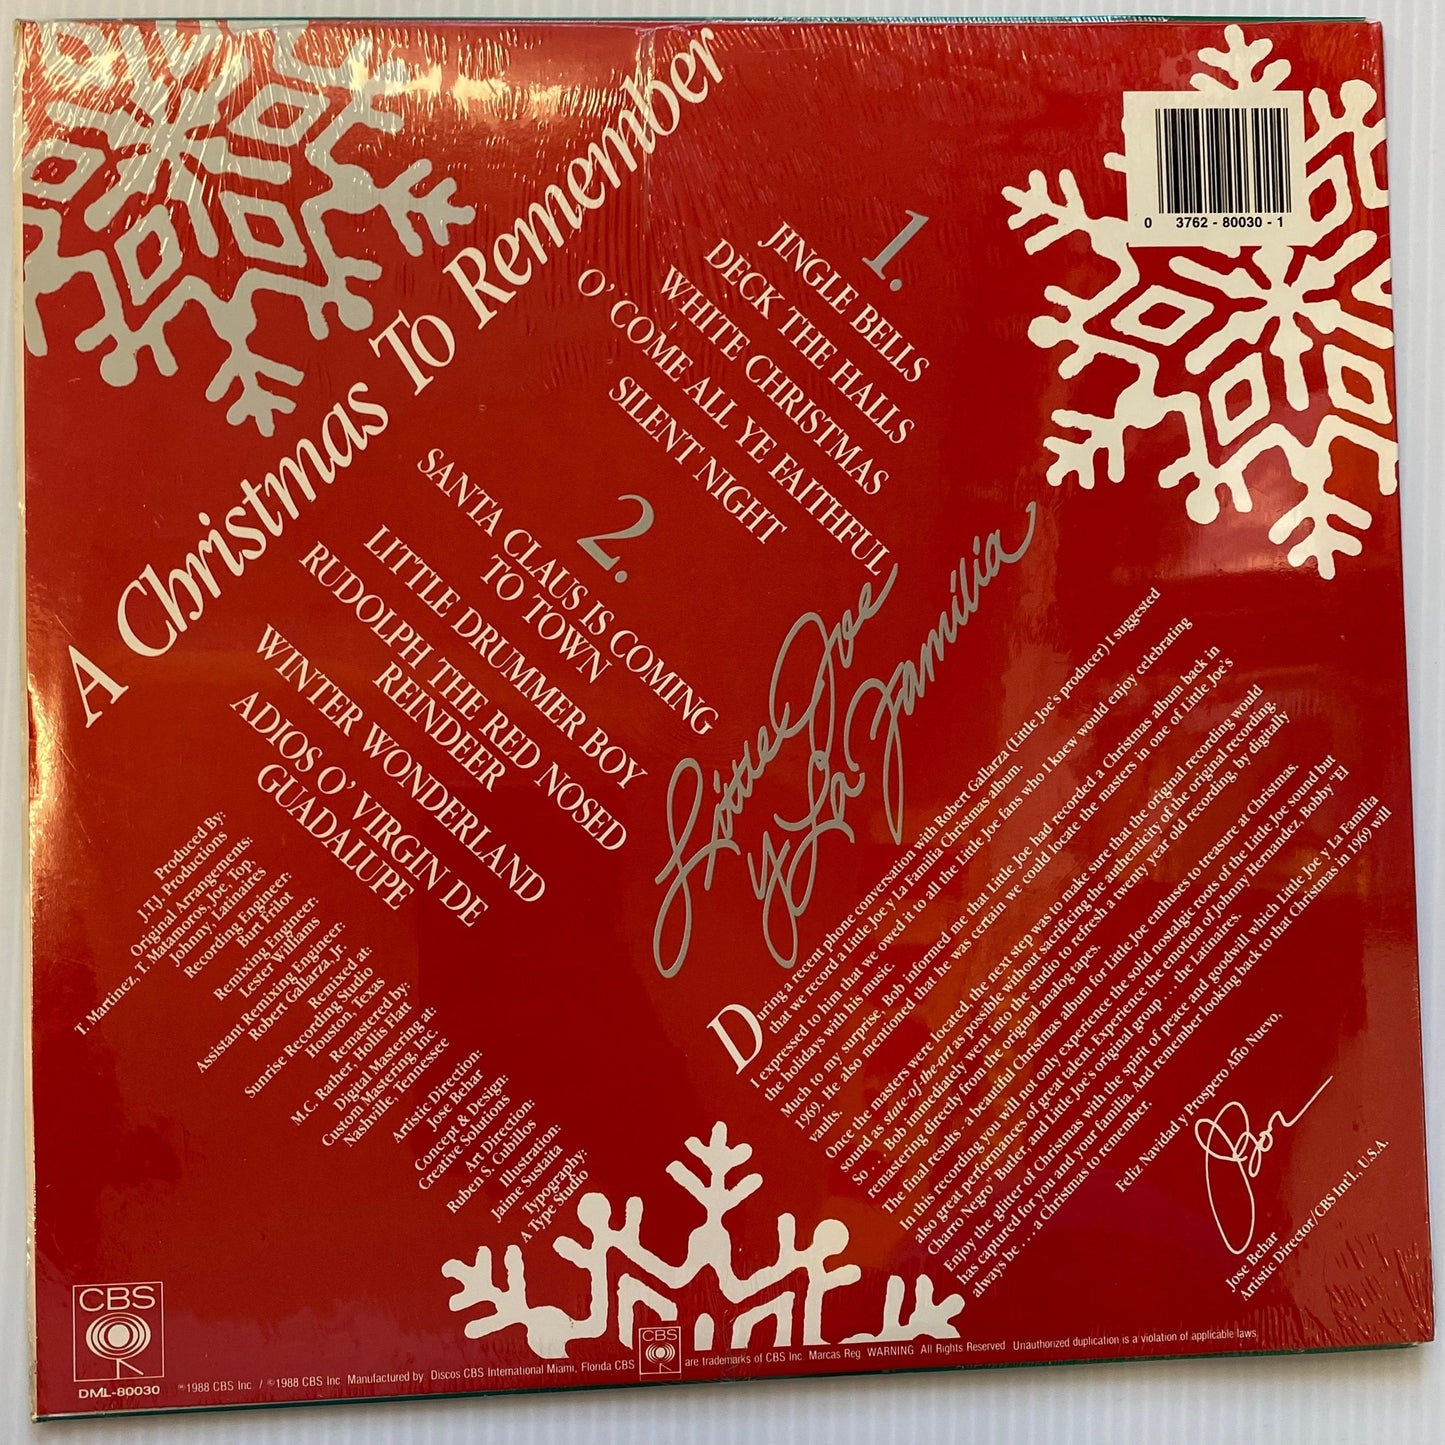 A Christmas To Remember
0 3762 - 80030 - 1
1.
JINGLE BELLS
DECK THE HALLS
WHITE CHRISTMAS
O' COME ALL YE FAITHFUL
SILENT NIGHT
2.
SANTA CLAUS IS COMING
TO TOWN
LITTLE DRUMMER BOY
RUDOLPH THE RED NOSED
REINDEER
WINTER WONDERLAND
ADIOS O' VIRGIN DE
GUADALUPE
Little Joe
Y La Familia
Produced By:
J.T.J. Productions
Original Arrangements:
T. Martinez, T. Matamoros, Joe, Top,
Johnny, Latinaires
Recording Engineer:
Burt Frilot
Remixing Engineer:
Lester Williams
Assistant Remixing Engineer:
Robert Gallarza, Jr.
Remixed at:
Sunrise Recording Studio
Houston, Texas
Remastered by:
M.C. Rather, Hollis Hart
Digital Mastering at:
Custom Mastering, Inc.
Nashville, Tennessee
Artistic Direction:
Jose Behar
Concept & Design:
Creative Solutions
Art Direction:
Ruben S. Cubillos
Illustration:
Jaime Sustaita
Typography:
A Type Studio
During a recent phone conversation with Robert Gallarza (Little Joe's producer) I suggested
that we record a Little Joe y La Familia Christmas album.
I expressed to him that we owed it to all the Little Joe fans who I knew would enjoy celebrating
the holidays with his music.
Much to my surprise, Bob informed me that Little Joe had recorded a Christmas album back in
1969. He also mentioned that he was certain we could locate the masters in one of Little Joe's
vaults.
Once the masters were located, the next step was to make sure that the original recording would
sound as state-of-the-art as possible without sacrificing the authenticity of the original recording.
So . . . Bob immediately went into the studio to refresh a twenty year old recording by digitally
remastering directly from the original analog tapes.
The final results - a beautiful Christmas album for Little Joe enthuses to treasure at Christmas.
In this recording you will not only experience the solid nostalgic roots of the Little Joe sound but
also great performances of great talent. Experience the emotion of Johnny Hernandez, Bobby "El
Charro Negro" Butler, and Little Joe's original group . . . the Latinaires.
Enjoy the glitter of Christmas with the spirit of peace and goodwill which Little Joe y La Familia
has captured for you and your familia. And remember looking back to that Christmas in 1969 will
always be . . . a Christmas to remember.
Feliz Navidad y Prospero Año Nuevo,
Jose Behar
Artistic Director/CBS Int'l., U.S.A.
CBS
DML-80030
℗1988 CBS Inc. / ©1988 CBS Inc Manufactured by Discos CBS International Miami, Florida CBS CBS are trademarks of CBS Inc. Marcas Reg. WARNING All Rights Reserved Unauthorized duplication is a violation of applicable laws.